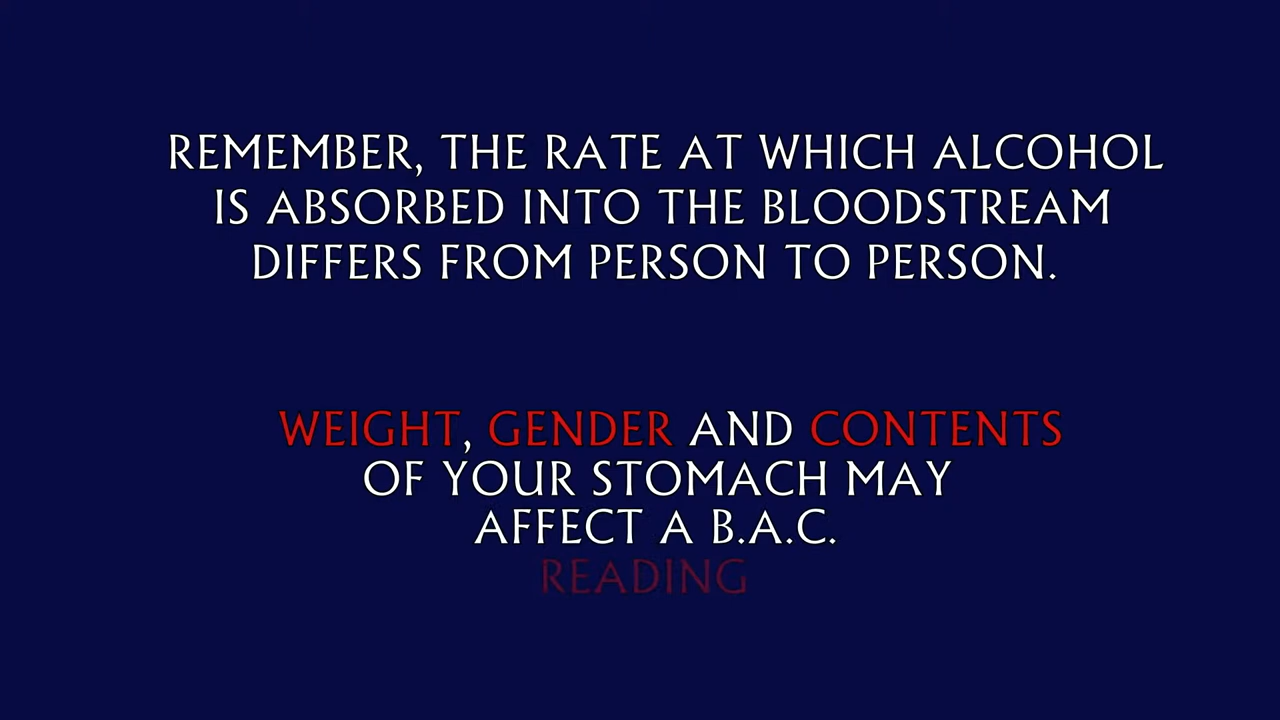 REMEMBER, THE RATE AT WHICH ALCOHOL
IS ABSORBED INTO THE BLOODSTREAM
DIFFERS FROM PERSON TO PERSON.
WEIGHT, GENDER AND CONTENTS
OF YOUR STOMACH MAY
AFFECT A B.A.C.
READING